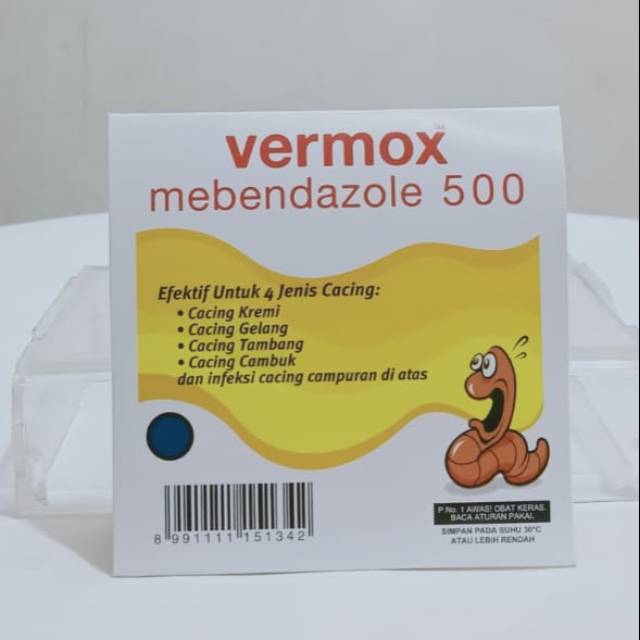 vermox™
mebendazole 500
Efektif Untuk 4 Jenis Cacing:
• Cacing Kremi
• Cacing Gelang
• Cacing Tambang
• Cacing Cambuk
dan infeksi cacing campuran di atas
8 991111 151342
P.No. 1 AWAS! OBAT KERAS.
BACA ATURAN PAKAI.
SIMPAN PADA SUHU 30°C
ATAU LEBIH RENDAH